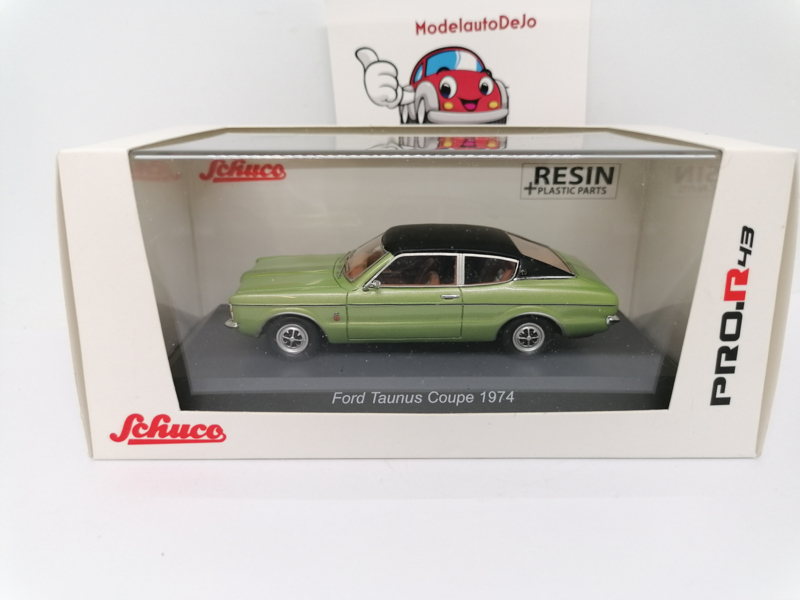 ModelautoDeJo
Schuco
+RESIN
PLASTIC PARTS
Ford Taunus Coupe 1974
Schuco
PRO.R43